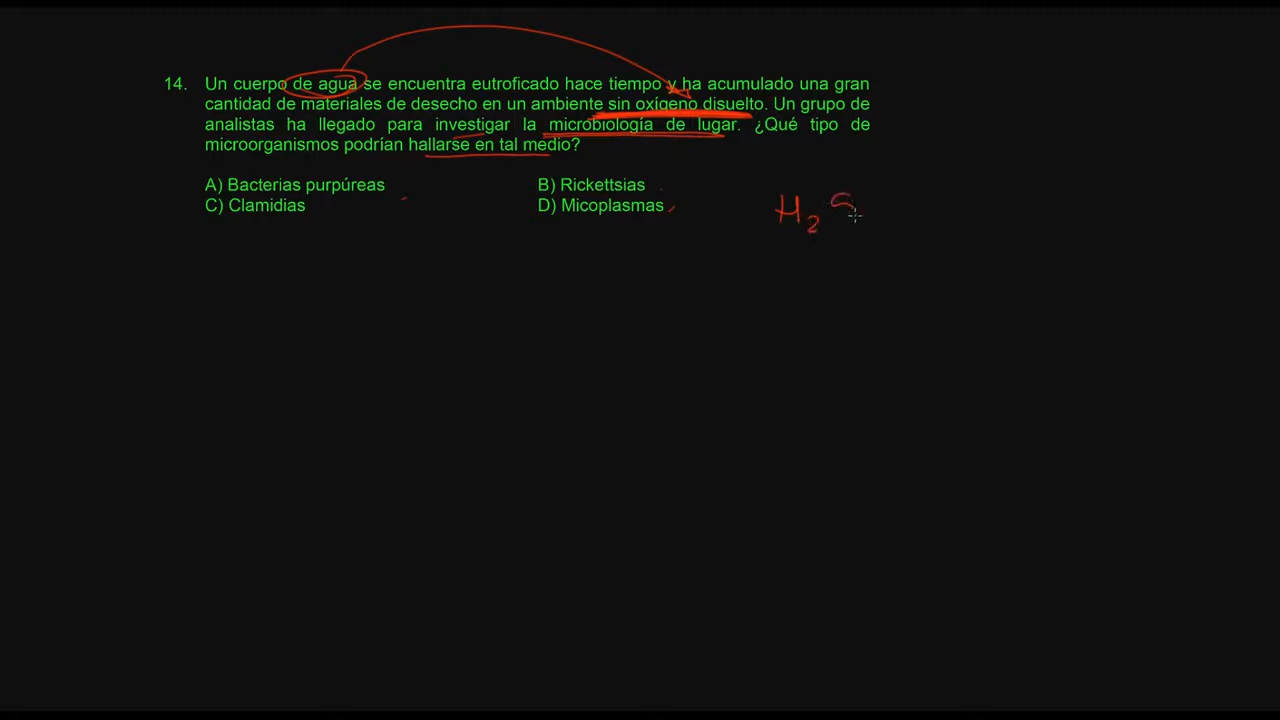 14. Un cuerpo de agua se encuentra eutroficado hace tiempo y ha acumulado una gran
cantidad de materiales de desecho en un ambiente sin oxígeno disuelto. Un grupo de
analistas ha llegado para investigar la microbiología de lugar. ¿Qué tipo de
microorganismos podrían hallarse en tal medio?
A) Bacterias purpúreas B) Rickettsias
C) Clamidias D) Micoplasmas
H2